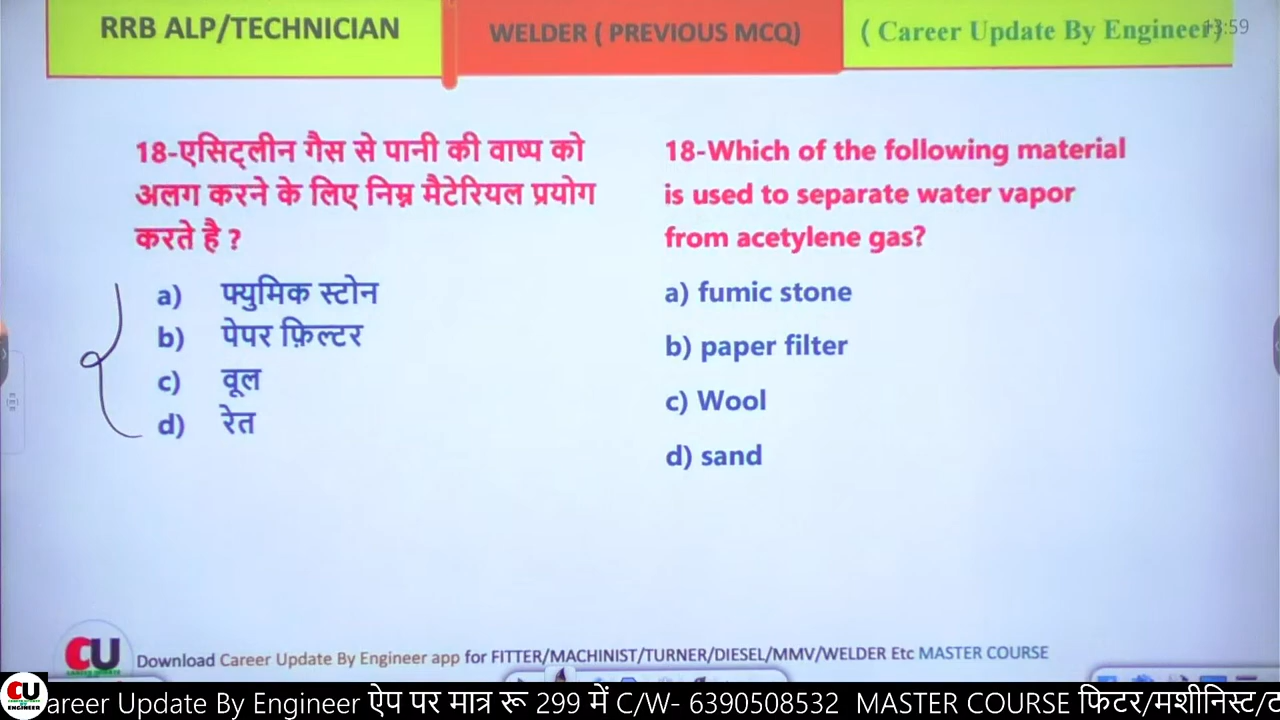 RRB ALP/TECHNICIAN
WELDER ( PREVIOUS MCQ)
( Career Update By Engineer)
13:59
18-एसिट्लीन गैस से पानी की वाष्प को
अलग करने के लिए निम्न मैटेरियल प्रयोग
करते है ?
a) फ्युमिक स्टोन
b) पेपर फ़िल्टर
c) वूल
d) रेत
18-Which of the following material
is used to separate water vapor
from acetylene gas?
a) fumic stone
b) paper filter
c) Wool
d) sand
CU
Download Career Update By Engineer app for FITTER/MACHINIST/TURNER/DIESEL/MMV/WELDER Etc MASTER COURSE
CU
ENGINEER
areer Update By Engineer ऐप पर मात्र रू 299 में C/W- 6390508532 MASTER COURSE फिटर/मशीनिस्ट/ट